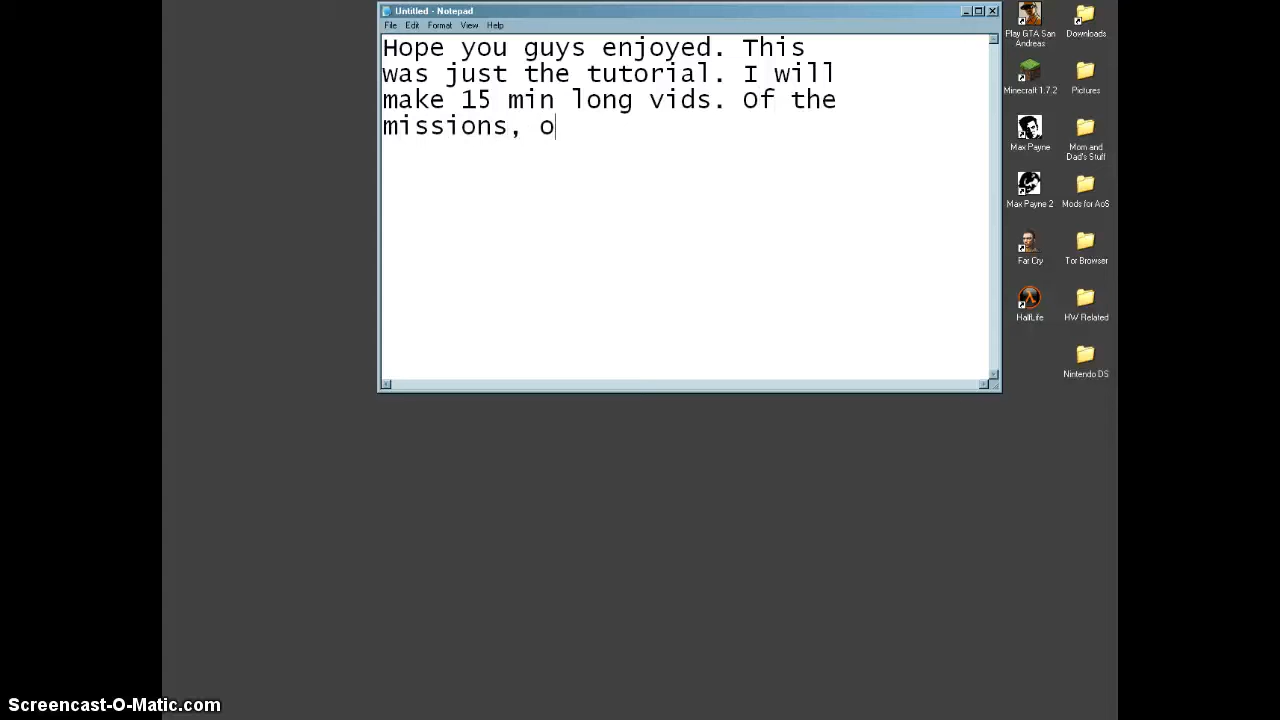 Untitled - Notepad
File Edit Format View Help
Hope you guys enjoyed. This
was just the tutorial. I will
make 15 min long vids. Of the
missions, o
Play GTA San
Andreas
Downloads
Minecraft 1.7.2
Pictures
Max Payne
Mom and
Dad's Stuff
Max Payne 2
Mods for AoS
Far Cry
Tor Browser
HalfLife
HW Related
Nintendo DS
Screencast-O-Matic.com